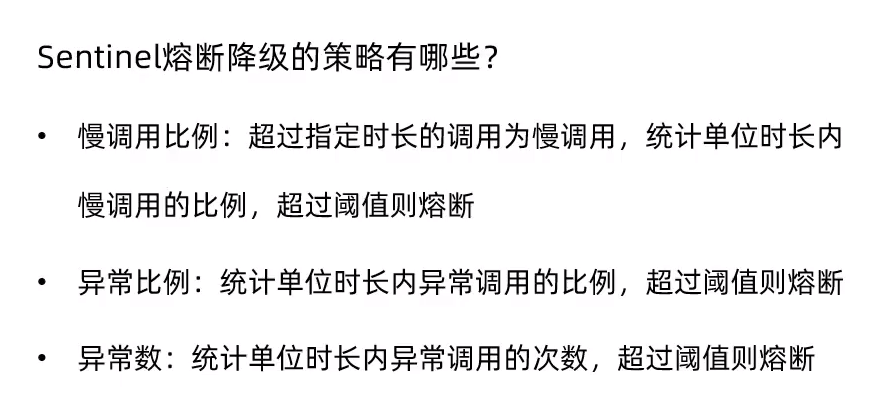 Sentinel熔断降级的策略有哪些？
• 慢调用比例：超过指定时长的调用为慢调用，统计单位时长内
慢调用的比例，超过阈值则熔断
• 异常比例：统计单位时长内异常调用的比例，超过阈值则熔断
• 异常数：统计单位时长内异常调用的次数，超过阈值则熔断